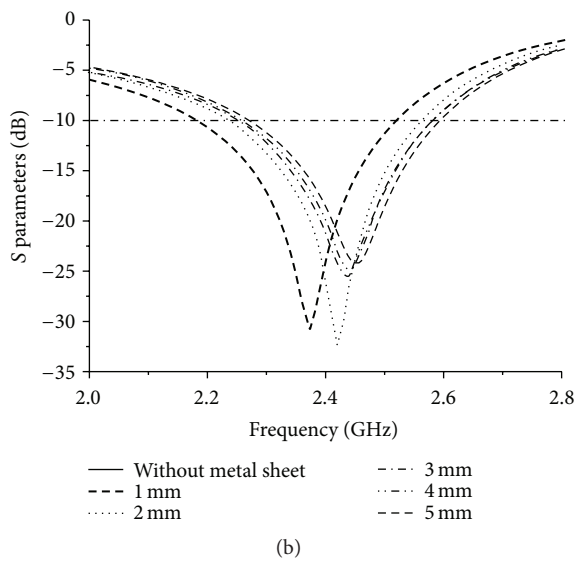 0
−5
−10
−15
−20
−25
−30
−35
S parameters (dB)
2.0 2.2 2.4 2.6 2.8
Frequency (GHz)
Without metal sheet 3 mm
1 mm 4 mm
2 mm 5 mm
(b)